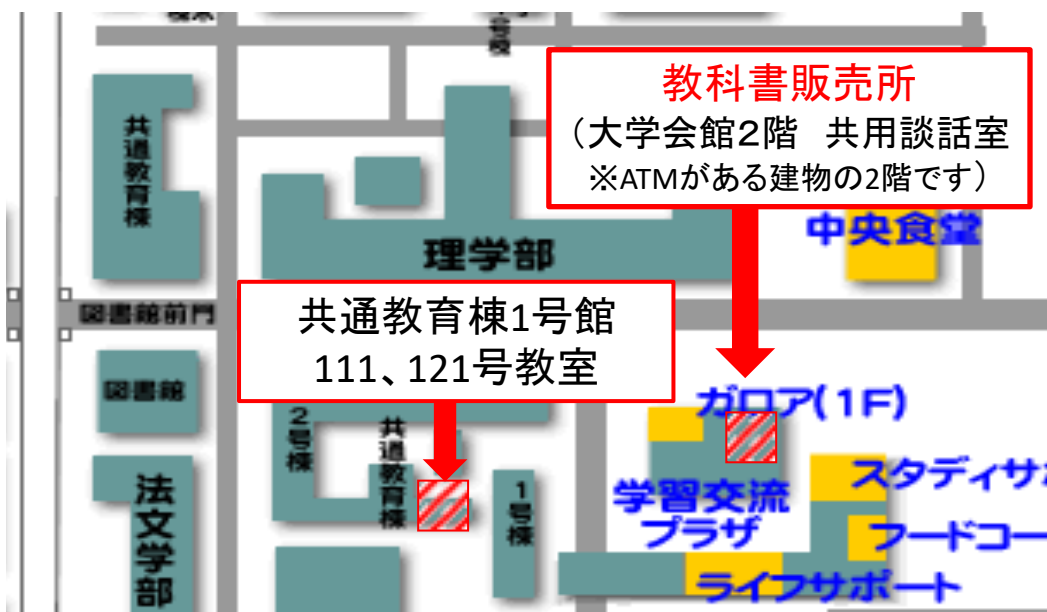 教科書販売所
（大学会館２階　共用談話室
※ATMがある建物の2階です）
共通教育棟
理学部
中央食堂
図書館前門
共通教育棟1号館
111、121号教室
図書館
ガロア(1F)
2号棟
共通教育棟
1号棟
学習交流
プラザ
スタディサポ
フードコー
ライフサポート
法文学部